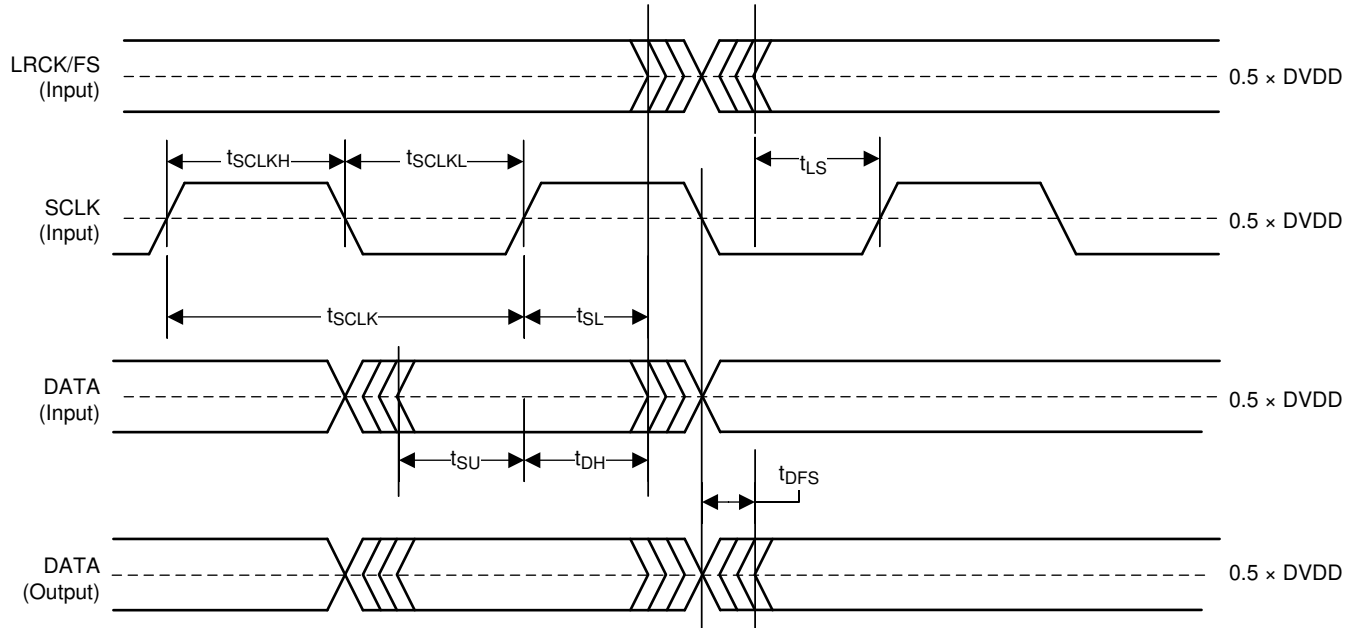 LRCK/FS
(Input)
0.5 × DVDD
tSCLKH
tSCLKL
tLS
SCLK
(Input)
0.5 × DVDD
tSCLK
tSL
DATA
(Input)
0.5 × DVDD
tSU
tDH
tDFS
DATA
(Output)
0.5 × DVDD